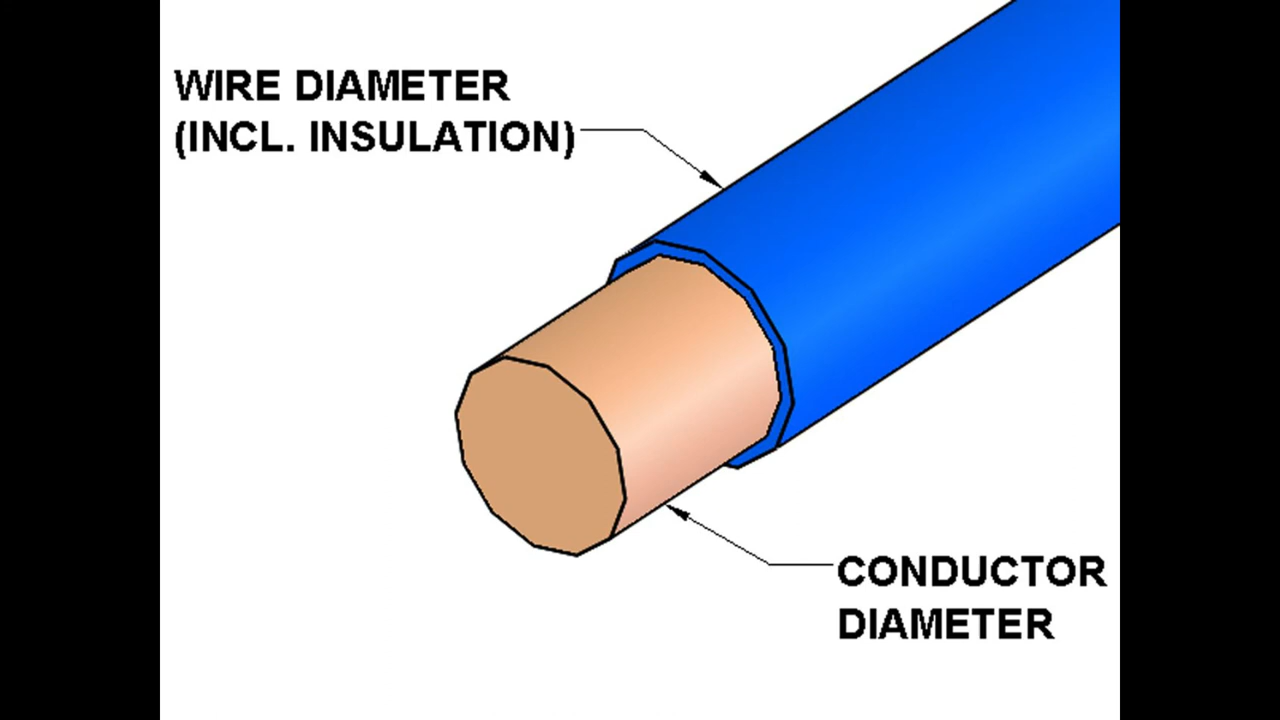 WIRE DIAMETER
(INCL. INSULATION)
CONDUCTOR
DIAMETER